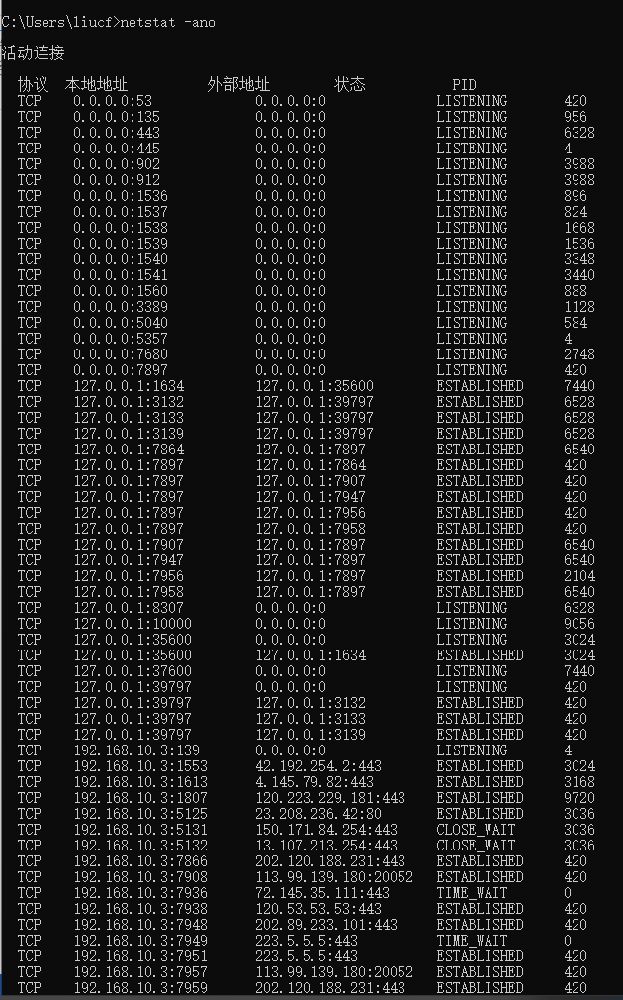 C:\Users\liucf>netstat -ano
活动连接
协议 本地地址 外部地址 状态 PID
TCP 0.0.0.0:53 0.0.0.0:0 LISTENING 420
TCP 0.0.0.0:135 0.0.0.0:0 LISTENING 956
TCP 0.0.0.0:443 0.0.0.0:0 LISTENING 6328
TCP 0.0.0.0:445 0.0.0.0:0 LISTENING 4
TCP 0.0.0.0:902 0.0.0.0:0 LISTENING 3988
TCP 0.0.0.0:912 0.0.0.0:0 LISTENING 3988
TCP 0.0.0.0:1536 0.0.0.0:0 LISTENING 896
TCP 0.0.0.0:1537 0.0.0.0:0 LISTENING 824
TCP 0.0.0.0:1538 0.0.0.0:0 LISTENING 1668
TCP 0.0.0.0:1539 0.0.0.0:0 LISTENING 1536
TCP 0.0.0.0:1540 0.0.0.0:0 LISTENING 3348
TCP 0.0.0.0:1541 0.0.0.0:0 LISTENING 3440
TCP 0.0.0.0:1560 0.0.0.0:0 LISTENING 888
TCP 0.0.0.0:3389 0.0.0.0:0 LISTENING 1128
TCP 0.0.0.0:5040 0.0.0.0:0 LISTENING 584
TCP 0.0.0.0:5357 0.0.0.0:0 LISTENING 4
TCP 0.0.0.0:7680 0.0.0.0:0 LISTENING 2748
TCP 0.0.0.0:7897 0.0.0.0:0 LISTENING 420
TCP 127.0.0.1:1634 127.0.0.1:35600 ESTABLISHED 7440
TCP 127.0.0.1:3132 127.0.0.1:39797 ESTABLISHED 6528
TCP 127.0.0.1:3133 127.0.0.1:39797 ESTABLISHED 6528
TCP 127.0.0.1:3139 127.0.0.1:39797 ESTABLISHED 6528
TCP 127.0.0.1:7864 127.0.0.1:7897 ESTABLISHED 6540
TCP 127.0.0.1:7897 127.0.0.1:7864 ESTABLISHED 420
TCP 127.0.0.1:7897 127.0.0.1:7907 ESTABLISHED 420
TCP 127.0.0.1:7897 127.0.0.1:7947 ESTABLISHED 420
TCP 127.0.0.1:7897 127.0.0.1:7956 ESTABLISHED 420
TCP 127.0.0.1:7897 127.0.0.1:7958 ESTABLISHED 420
TCP 127.0.0.1:7907 127.0.0.1:7897 ESTABLISHED 6540
TCP 127.0.0.1:7947 127.0.0.1:7897 ESTABLISHED 6540
TCP 127.0.0.1:7956 127.0.0.1:7897 ESTABLISHED 2104
TCP 127.0.0.1:7958 127.0.0.1:7897 ESTABLISHED 6540
TCP 127.0.0.1:8307 0.0.0.0:0 LISTENING 6328
TCP 127.0.0.1:10000 0.0.0.0:0 LISTENING 9056
TCP 127.0.0.1:35600 0.0.0.0:0 LISTENING 3024
TCP 127.0.0.1:35600 127.0.0.1:1634 ESTABLISHED 3024
TCP 127.0.0.1:37600 0.0.0.0:0 LISTENING 7440
TCP 127.0.0.1:39797 0.0.0.0:0 LISTENING 420
TCP 127.0.0.1:39797 127.0.0.1:3132 ESTABLISHED 420
TCP 127.0.0.1:39797 127.0.0.1:3133 ESTABLISHED 420
TCP 127.0.0.1:39797 127.0.0.1:3139 ESTABLISHED 420
TCP 192.168.10.3:139 0.0.0.0:0 LISTENING 4
TCP 192.168.10.3:1553 42.192.254.2:443 ESTABLISHED 3024
TCP 192.168.10.3:1613 4.145.79.82:443 ESTABLISHED 3168
TCP 192.168.10.3:1807 120.223.229.181:443 ESTABLISHED 9720
TCP 192.168.10.3:5125 23.208.236.42:80 ESTABLISHED 3036
TCP 192.168.10.3:5131 150.171.84.254:443 CLOSE_WAIT 3036
TCP 192.168.10.3:5132 13.107.213.254:443 CLOSE_WAIT 3036
TCP 192.168.10.3:7866 202.120.188.231:443 ESTABLISHED 420
TCP 192.168.10.3:7908 113.99.139.180:20052 ESTABLISHED 420
TCP 192.168.10.3:7936 72.145.35.111:443 TIME_WAIT 0
TCP 192.168.10.3:7938 120.53.53.53:443 ESTABLISHED 420
TCP 192.168.10.3:7948 202.89.233.101:443 ESTABLISHED 420
TCP 192.168.10.3:7949 223.5.5.5:443 TIME_WAIT 0
TCP 192.168.10.3:7951 223.5.5.5:443 ESTABLISHED 420
TCP 192.168.10.3:7957 113.99.139.180:20052 ESTABLISHED 420
TCP 192.168.10.3:7959 202.120.188.231:443 ESTABLISHED 420